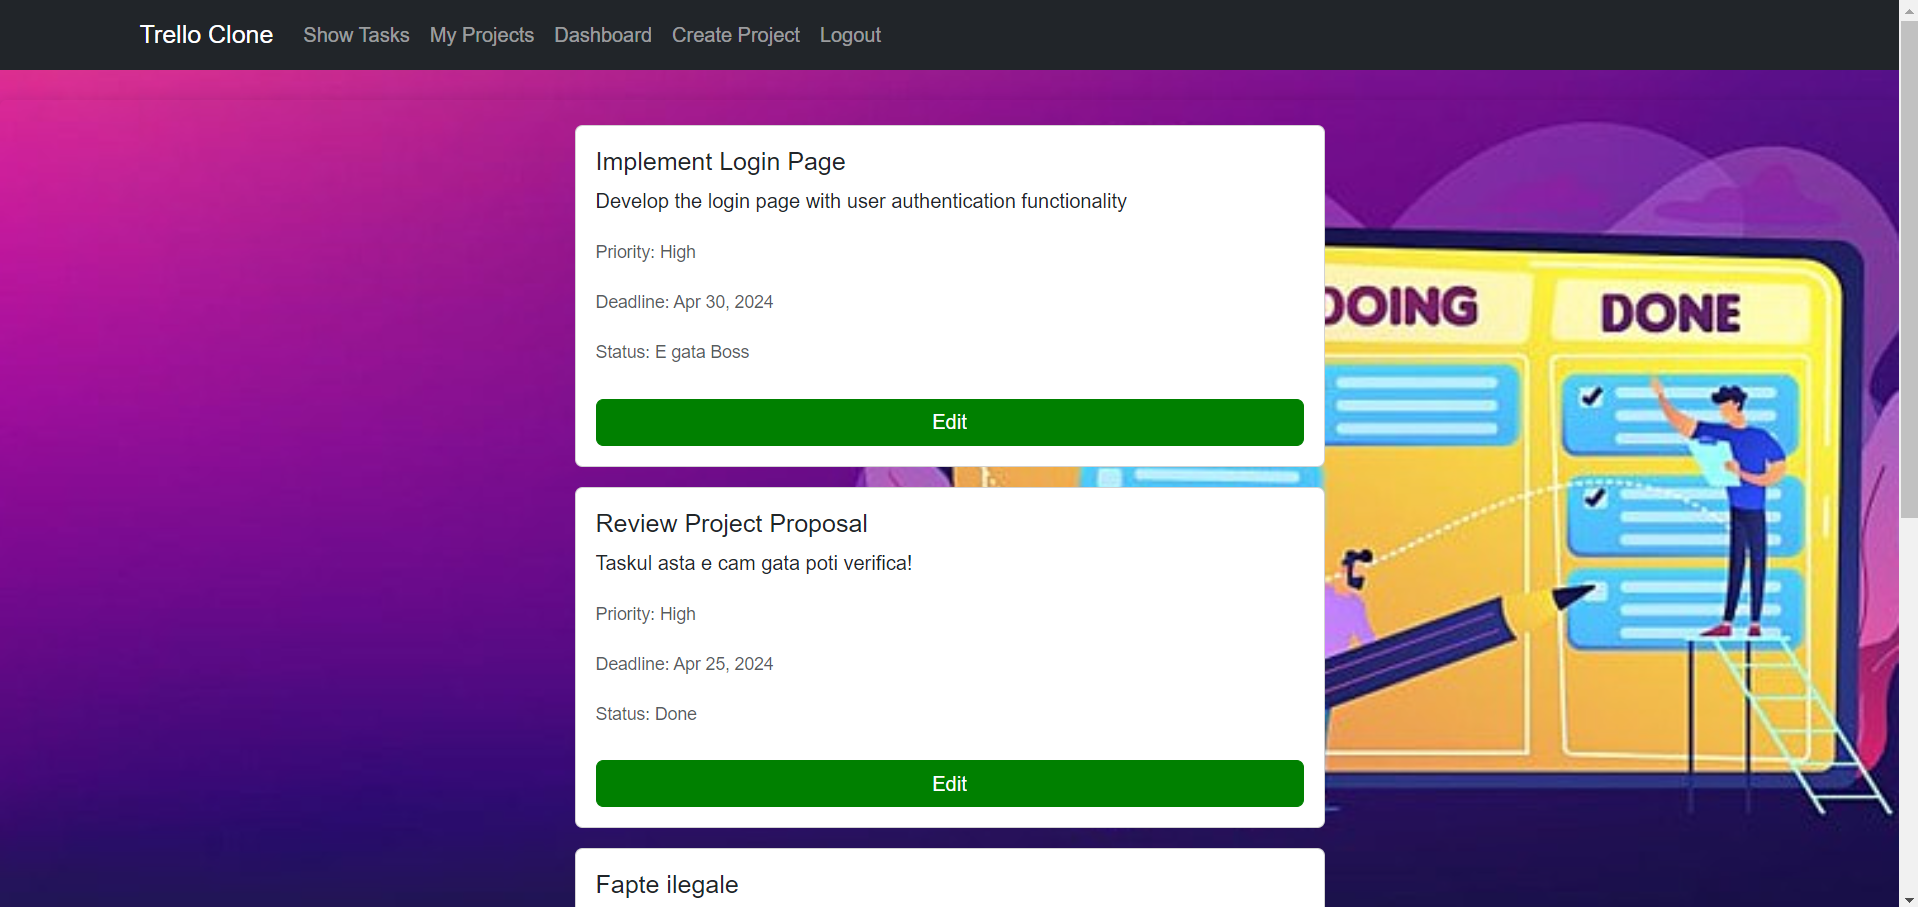 Trello Clone Show Tasks My Projects Dashboard Create Project Logout
Implement Login Page
Develop the login page with user authentication functionality
Priority: High
Deadline: Apr 30, 2024
Status: E gata Boss
Edit
DOING DONE
Review Project Proposal
Taskul asta e cam gata poti verifica!
Priority: High
Deadline: Apr 25, 2024
Status: Done
Edit
Fapte ilegale